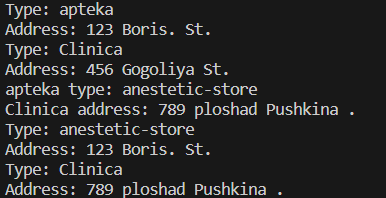 Type: apteka
Address: 123 Boris. St.
Type: Clinica
Address: 456 Gogoliya St.
apteka type: anestetic-store
Clinica address: 789 ploshad Pushkina .
Type: anestetic-store
Address: 123 Boris. St.
Type: Clinica
Address: 789 ploshad Pushkina .